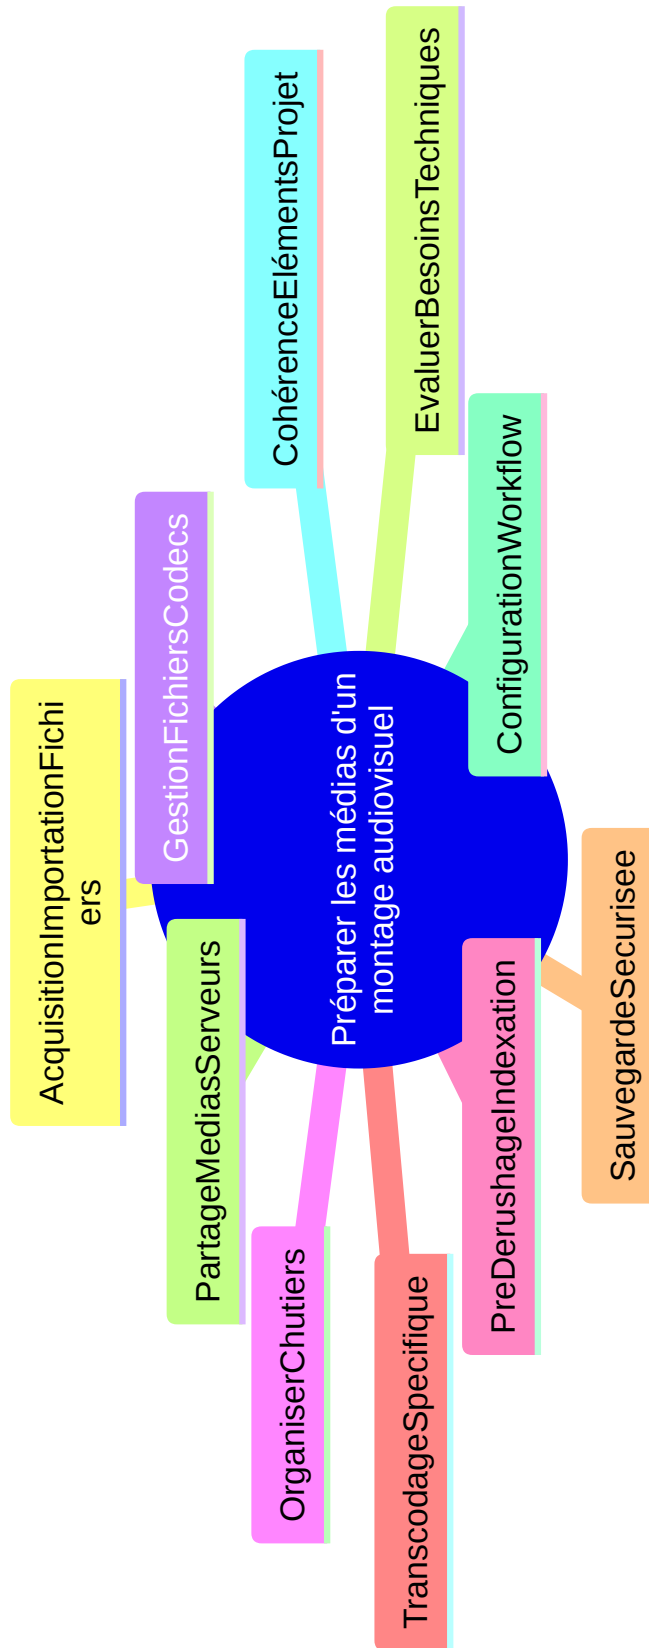 Préparer les médias d'un
montage audiovisuel
CohérenceElémentsProjet
EvaluerBesoinsTechniques
ConfigurationWorkflow
GestionFichiersCodecs
AcquisitionImportationFichi
ers
PartageMediasServeurs
OrganiserChutiers
TranscodageSpecifique
PreDerushageIndexation
SauvegardeSecurisee